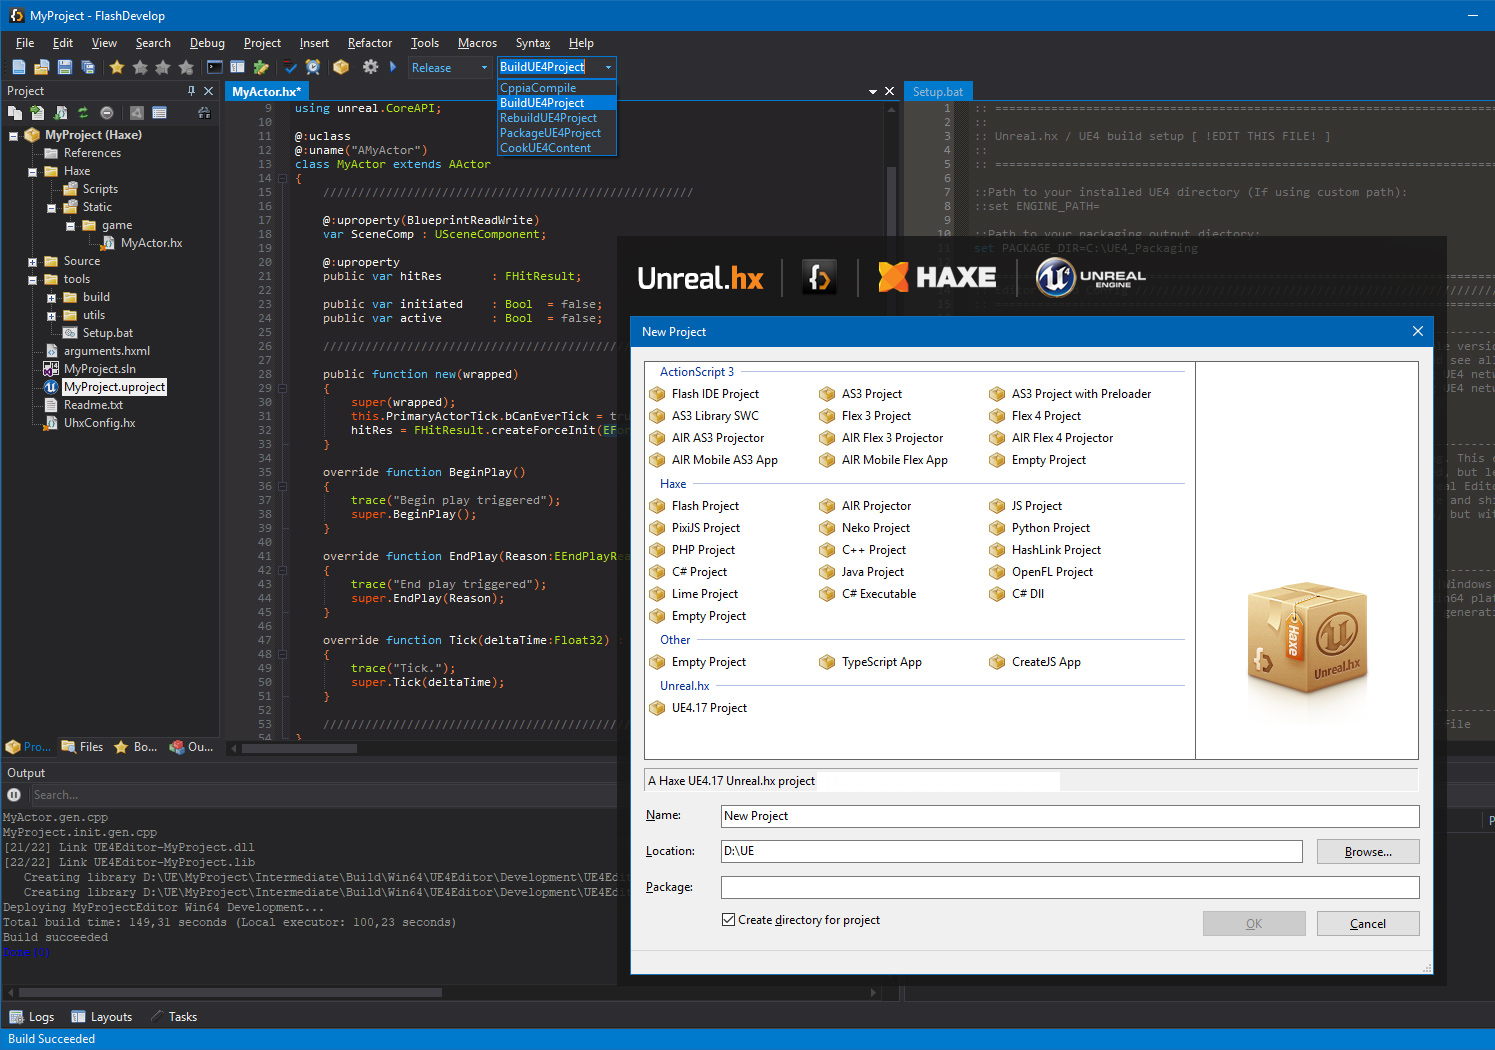 MyProject - FlashDevelop
File Edit View Search Debug Project Insert Refactor Tools Macros Syntax Help
Release
BuildUE4Project
CppiaCompile
BuildUE4Project
RebuildUE4Project
PackageUE4Project
CookUE4Content
Project
MyProject (Haxe)
References
Haxe
Scripts
Static
game
MyActor.hx
Source
tools
build
utils
Setup.bat
arguments.hxml
MyProject.sln
MyProject.uproject
Readme.txt
UhxConfig.hx
Pro... Files Bo... Ou...
MyActor.hx*
9 using unreal.CoreAPI;
10
11 @:uclass
12 @:uname("AMyActor")
13 class MyActor extends AActor
14 {
15 /////////////////////////////////////////////////////
16
17 @:uproperty(BlueprintReadWrite)
18 var SceneComp : USceneComponent;
19
20 @:uproperty
21 public var hitRes : FHitResult;
22
23 public var initiated : Bool = false;
24 public var active : Bool = false;
25
26 ///////////////////////////////////////////
27
28 public function new(wrapped)
29 {
30 super(wrapped);
31 this.PrimaryActorTick.bCanEverTick = tru
32 hitRes = FHitResult.createForceInit(EFor
33 }
34
35 override function BeginPlay()
36 {
37 trace("Begin play triggered");
38 super.BeginPlay();
39 }
40
41 override function EndPlay(Reason:EEndPlayRea
42 {
43 trace("End play triggered");
44 super.EndPlay(Reason);
45 }
46
47 override function Tick(deltaTime:Float32) :
48 {
49 trace("Tick.");
50 super.Tick(deltaTime);
51 }
52
53 ///////////////////////////////////////////
54 }
Setup.bat
1 :: ==================================================
2 ::
3 :: Unreal.hx / UE4 build setup [ !EDIT THIS FILE! ]
4 ::
5 :: ==================================================
6
7 ::Path to your installed UE4 directory (If using custom path):
8 ::set ENGINE_PATH=
9
10 ::Path to your packaging output diectory:
11 set PACKAGE_DIR=C:\UE4_Packaging
Unreal.hx
HAXE
UNREAL
ENGINE
New Project
ActionScript 3
Flash IDE Project AS3 Project AS3 Project with Preloader
AS3 Library SWC Flex 3 Project Flex 4 Project
AIR AS3 Projector AIR Flex 3 Projector AIR Flex 4 Projector
AIR Mobile AS3 App AIR Mobile Flex App Empty Project
Haxe
Flash Project AIR Projector JS Project
PixiJS Project Neko Project Python Project
PHP Project C++ Project HashLink Project
C# Project Java Project OpenFL Project
Lime Project C# Executable C# Dll
Empty Project
Other
Empty Project TypeScript App CreateJS App
Unreal.hx
UE4.17 Project
Haxe
Unreal.hx
A Haxe UE4.17 Unreal.hx project
Name: New Project
Location: D:\UE Browse...
Package:
Create directory for project
OK Cancel
Output
Search...
MyActor.gen.cpp
MyProject.init.gen.cpp
[21/22] Link UE4Editor-MyProject.dll
[22/22] Link UE4Editor-MyProject.lib
Creating library D:\UE\MyProject\Intermediate\Build\Win64\UE4Editor\Development\UE4Edi
Creating library D:\UE\MyProject\Intermediate\Build\Win64\UE4Editor\Development\UE4Edi
Deploying MyProjectEditor Win64 Development...
Total build time: 149,31 seconds (Local executor: 100,23 seconds)
Build succeeded
Logs Layouts Tasks
Build Succeeded